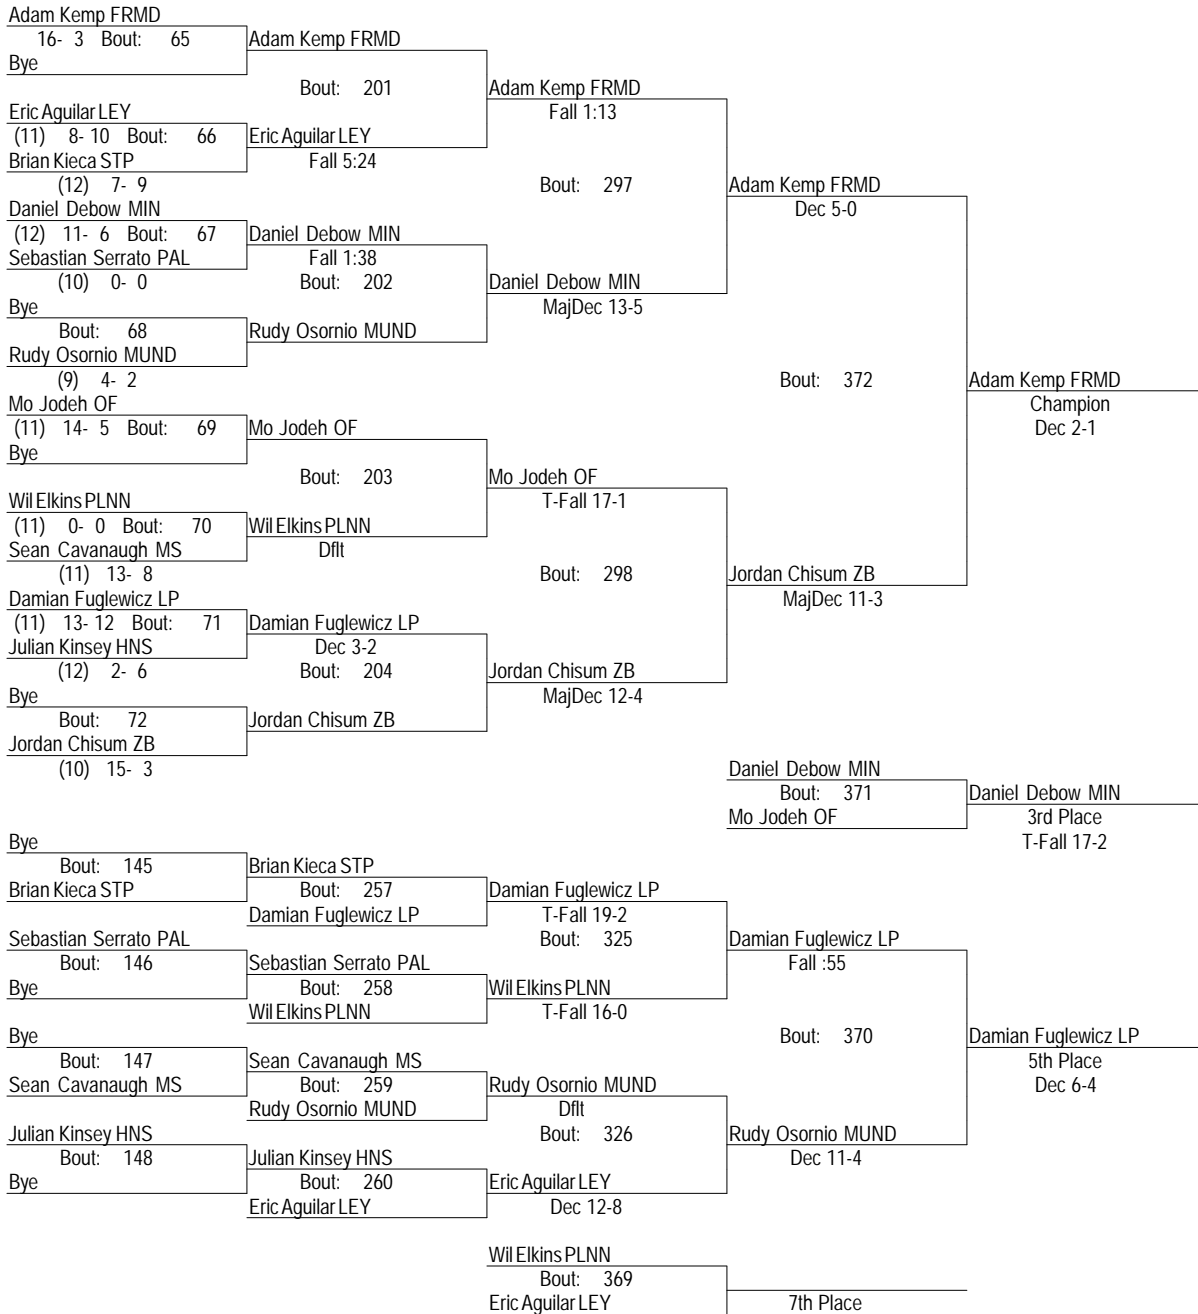 Adam Kemp FRMD
16- 3 Bout: 65 Adam Kemp FRMD
Bye
Bout: 201 Adam Kemp FRMD
Eric Aguilar LEY Fall 1:13
(11) 8- 10 Bout: 66 Eric Aguilar LEY
Brian Kieca STP Fall 5:24
(12) 7- 9 Bout: 297 Adam Kemp FRMD
Daniel Debow MIN Dec 5-0
(12) 11- 6 Bout: 67 Daniel Debow MIN
Sebastian Serrato PAL Fall 1:38
(10) 0- 0 Bout: 202 Daniel Debow MIN
Bye MajDec 13-5
Bout: 68 Rudy Osornio MUND
Rudy Osornio MUND
(9) 4- 2 Bout: 372 Adam Kemp FRMD
Mo Jodeh OF Champion
(11) 14- 5 Bout: 69 Mo Jodeh OF Dec 2-1
Bye
Bout: 203 Mo Jodeh OF
Wil Elkins PLNN T-Fall 17-1
(11) 0- 0 Bout: 70 Wil Elkins PLNN
Sean Cavanaugh MS Dflt
(11) 13- 8 Bout: 298 Jordan Chisum ZB
Damian Fuglewicz LP MajDec 11-3
(11) 13- 12 Bout: 71 Damian Fuglewicz LP
Julian Kinsey HNS Dec 3-2
(12) 2- 6 Bout: 204 Jordan Chisum ZB
Bye MajDec 12-4
Bout: 72 Jordan Chisum ZB
Jordan Chisum ZB
(10) 15- 3 Daniel Debow MIN
Bout: 371 Daniel Debow MIN
Mo Jodeh OF 3rd Place
Bye T-Fall 17-2
Bout: 145 Brian Kieca STP
Brian Kieca STP Bout: 257 Damian Fuglewicz LP
Damian Fuglewicz LP T-Fall 19-2
Sebastian Serrato PAL Bout: 325 Damian Fuglewicz LP
Bout: 146 Sebastian Serrato PAL Fall :55
Bye Bout: 258 Wil Elkins PLNN
Wil Elkins PLNN T-Fall 16-0
Bye Bout: 370 Damian Fuglewicz LP
Bout: 147 Sean Cavanaugh MS 5th Place
Sean Cavanaugh MS Bout: 259 Rudy Osornio MUND Dec 6-4
Rudy Osornio MUND Dflt
Julian Kinsey HNS Bout: 326 Rudy Osornio MUND
Bout: 148 Julian Kinsey HNS Dec 11-4
Bye Bout: 260 Eric Aguilar LEY
Eric Aguilar LEY Dec 12-8
Wil Elkins PLNN
Bout: 369
Eric Aguilar LEY 7th Place